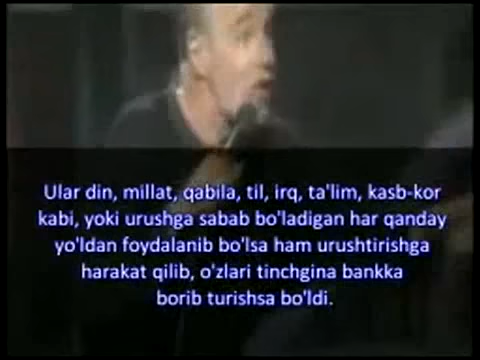 Ular din, millat, qabila, til, irq, ta'lim, kasb-kor
kabi, yoki urushga sabab bo'ladigan har qanday
yo'ldan foydalanib bo'lsa ham urushtirishga
harakat qilib, o'zlari tinchgina bankka
borib turishsa bo'ldi.